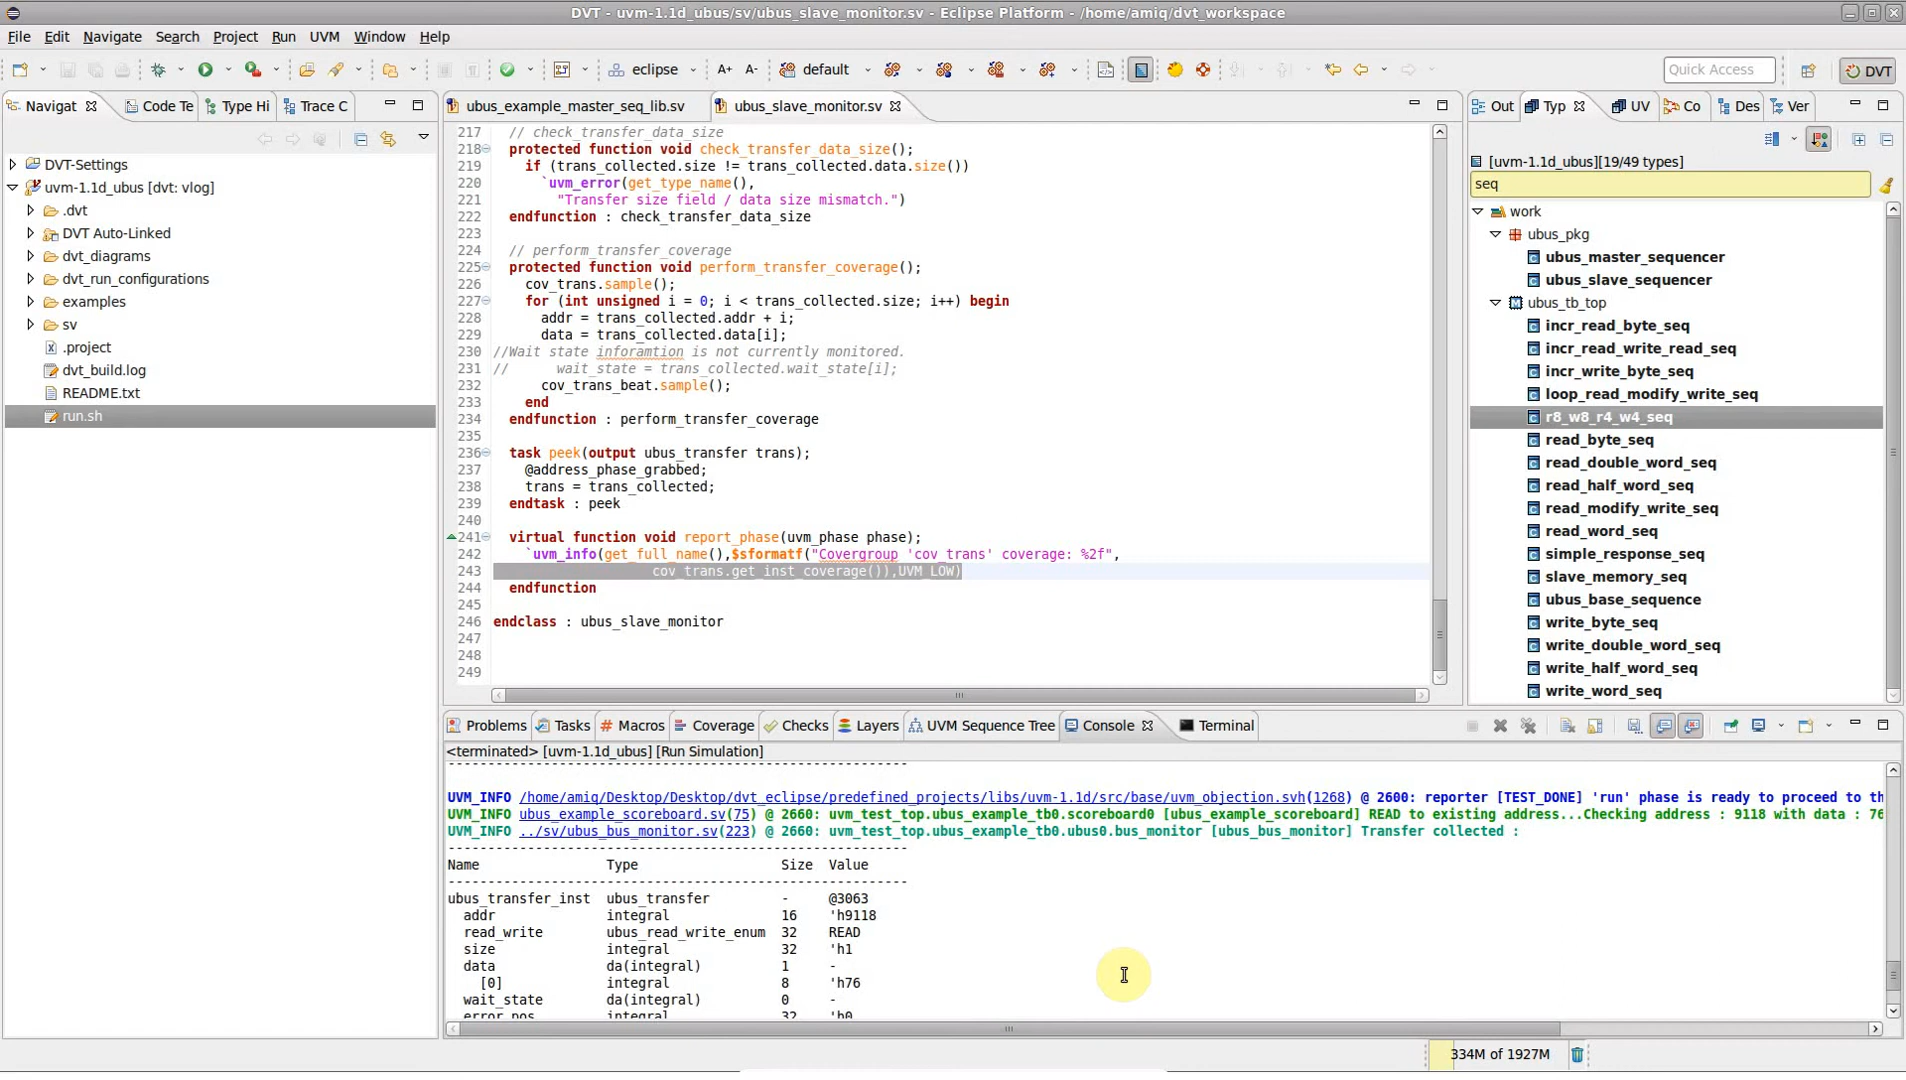 DVT - uvm-1.1d_ubus/sv/ubus_slave_monitor.sv - Eclipse Platform - /home/amiq/dvt_workspace
File Edit Navigate Search Project Run UVM Window Help
eclipse A+ A- default Quick Access DVT
Navigat Code Te Type Hi Trace C
DVT-Settings
uvm-1.1d_ubus [dvt: vlog]
.dvt
DVT Auto-Linked
dvt_diagrams
dvt_run_configurations
examples
sv
.project
dvt_build.log
README.txt
run.sh
ubus_example_master_seq_lib.sv ubus_slave_monitor.sv
217 // check_transfer_data_size
218 protected function void check_transfer_data_size();
219 if (trans_collected.size != trans_collected.data.size())
220 `uvm_error(get_type_name(),
221 "Transfer size field / data size mismatch.")
222 endfunction : check_transfer_data_size
223
224 // perform_transfer_coverage
225 protected function void perform_transfer_coverage();
226 cov_trans.sample();
227 for (int unsigned i = 0; i < trans_collected.size; i++) begin
228 addr = trans_collected.addr + i;
229 data = trans_collected.data[i];
230 //Wait state inforamtion is not currently monitored.
231 // wait_state = trans_collected.wait_state[i];
232 cov_trans_beat.sample();
233 end
234 endfunction : perform_transfer_coverage
235
236 task peek(output ubus_transfer trans);
237 @address_phase_grabbed;
238 trans = trans_collected;
239 endtask : peek
240
241 virtual function void report_phase(uvm_phase phase);
242 `uvm_info(get_full_name(),$sformatf("Covergroup 'cov_trans' coverage: %2f",
243 cov_trans.get_inst_coverage()),UVM_LOW)
244 endfunction
245
246 endclass : ubus_slave_monitor
247
248
249
Out Typ UV Co Des Ver
[uvm-1.1d_ubus][19/49 types]
seq
work
ubus_pkg
ubus_master_sequencer
ubus_slave_sequencer
ubus_tb_top
incr_read_byte_seq
incr_read_write_read_seq
incr_write_byte_seq
loop_read_modify_write_seq
r8_w8_r4_w4_seq
read_byte_seq
read_double_word_seq
read_half_word_seq
read_modify_write_seq
read_word_seq
simple_response_seq
slave_memory_seq
ubus_base_sequence
write_byte_seq
write_double_word_seq
write_half_word_seq
write_word_seq
Problems Tasks Macros Coverage Checks Layers UVM Sequence Tree Console Terminal
<terminated> [uvm-1.1d_ubus] [Run Simulation]
---------------------------------------------------------
UVM_INFO /home/amiq/Desktop/Desktop/dvt_eclipse/predefined_projects/libs/uvm-1.1d/src/base/uvm_objection.svh(1268) @ 2600: reporter [TEST_DONE] 'run' phase is ready to proceed to th
UVM_INFO ubus_example_scoreboard.sv(75) @ 2660: uvm_test_top.ubus_example_tb0.scoreboard0 [ubus_example_scoreboard] READ to existing address...Checking address : 9118 with data : 76
UVM_INFO ../sv/ubus_bus_monitor.sv(223) @ 2660: uvm_test_top.ubus_example_tb0.ubus0.bus_monitor [ubus_bus_monitor] Transfer collected :
---------------------------------------------------------
Name Type Size Value
---------------------------------------------------------
ubus_transfer_inst ubus_transfer - @3063
addr integral 16 'h9118
read_write ubus_read_write_enum 32 READ
size integral 32 'h1
data da(integral) 1 -
[0] integral 8 'h76
wait_state da(integral) 0 -
error_pos integral 32 'h0
334M of 1927M